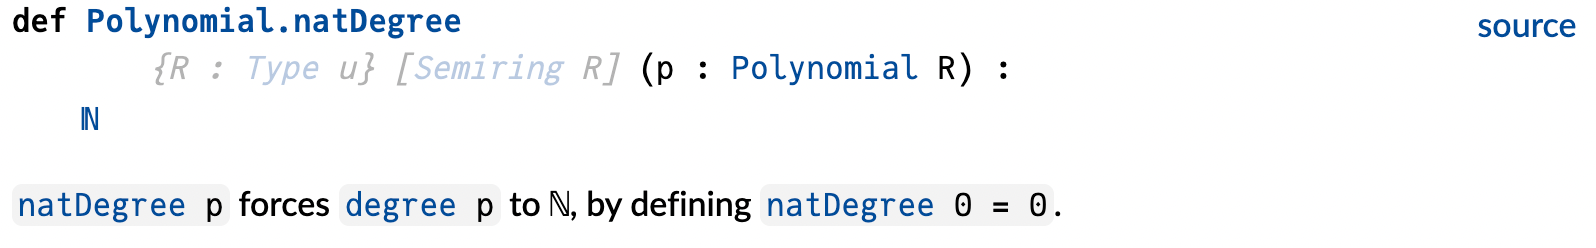 def Polynomial.natDegree source
{R : Type u} [Semiring R] (p : Polynomial R) :
ℕ
natDegree p forces degree p to ℕ, by defining natDegree 0 = 0.